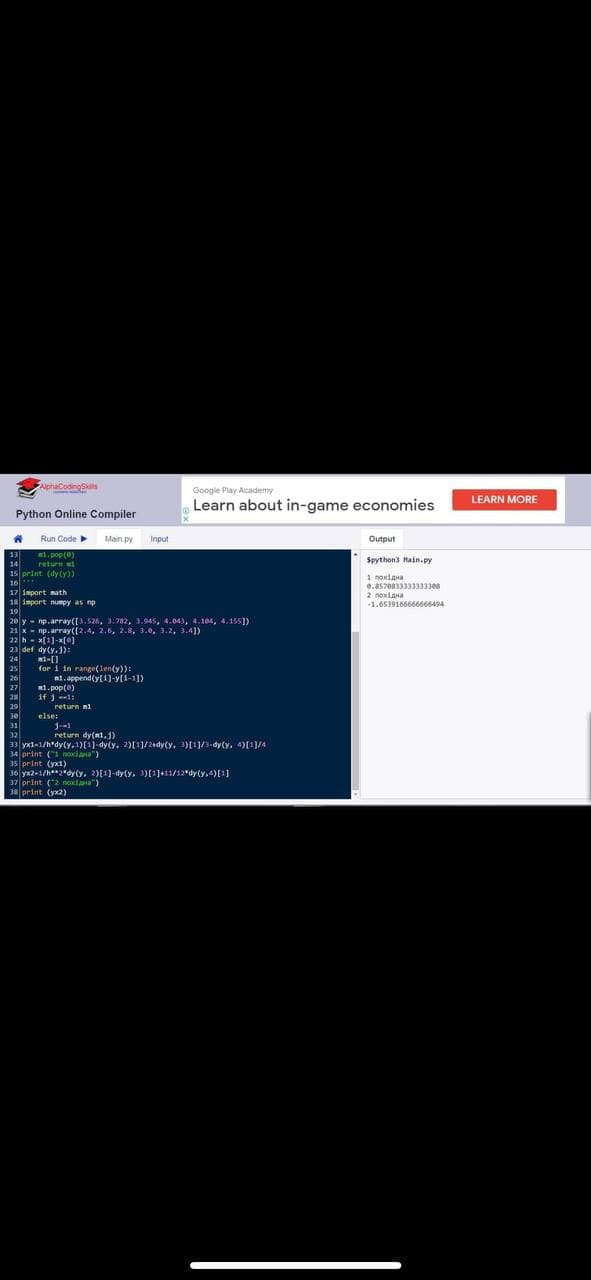 AlphaCodingSkills
Python Online Compiler
Google Play Academy
Learn about in-game economies
LEARN MORE
Run Code ▶ Main.py Input
13 m1.pop(0)
14 return m1
15 print (dy(y))
16 '''
17 import math
18 import numpy as np
19
20 y = np.array([3.526, 3.782, 3.945, 4.043, 4.104, 4.155])
21 x = np.array([2.4, 2.6, 2.8, 3.0, 3.2, 3.4])
22 h = x[1]-x[0]
23 def dy(y,j):
24 m1=[]
25 for i in range(len(y)):
26 m1.append(y[i]-y[i-1])
27 m1.pop(0)
28 if j ==1:
29 return m1
30 else:
31 j-=1
32 return dy(m1,j)
33 yx1=1/h*dy(y,1)[1]-dy(y, 2)[1]/2+dy(y, 3)[1]/3-dy(y, 4)[1]/4
34 print ("1 похідна")
35 print (yx1)
36 yx2=1/h**2*dy(y, 2)[1]-dy(y, 3)[1]+11/12*dy(y,4)[1]
37 print ("2 похідна")
38 print (yx2)
Output
$python3 Main.py
1 похідна
0.8570833333333308
2 похідна
-1.6539166666666494